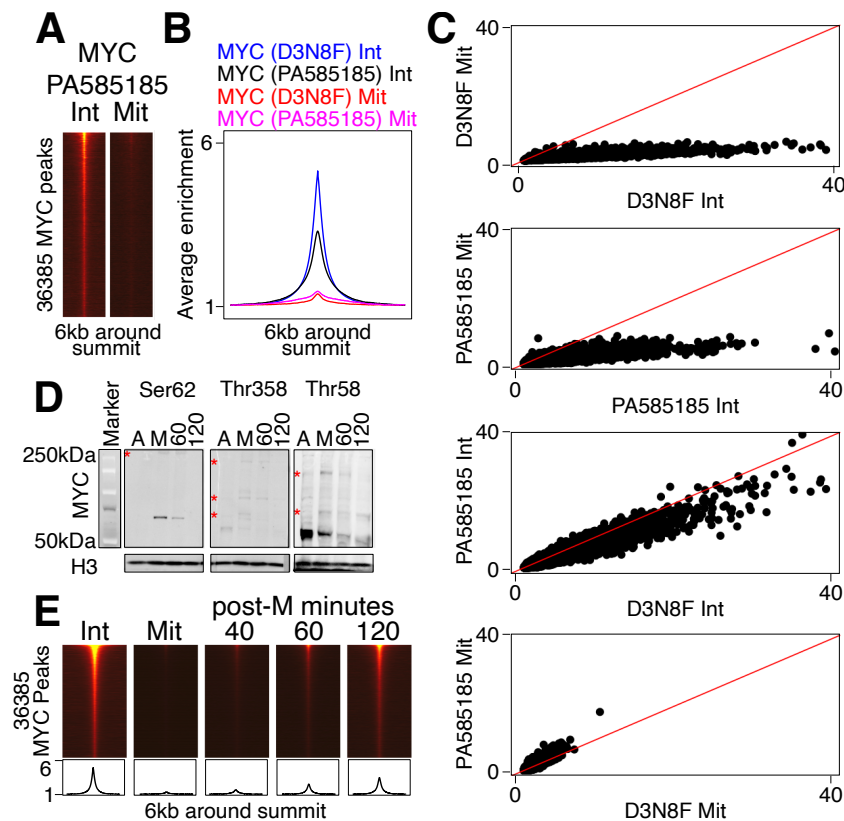 A
MYC
PA585185
Int Mit
36385 MYC peaks
6kb around
summit
B
MYC (D3N8F) Int
MYC (PA585185) Int
MYC (D3N8F) Mit
MYC (PA585185) Mit
Average enrichment
6
1
6kb around
summit
C
40
D3N8F Mit
0
0
40
D3N8F Int
40
PA585185 Mit
0
0
40
PA585185 Int
40
PA585185 Int
0
0
40
D3N8F Int
40
PA585185 Mit
0
0
40
D3N8F Mit
D
Marker
Ser62
Thr358
Thr58
A M 60 120
A M 60 120
A M 60 120
250kDa
MYC
50kDa
H3
*
*
*
*
*
*
E
post-M minutes
Int Mit 40 60 120
36385
MYC Peaks
6
1
6kb around summit